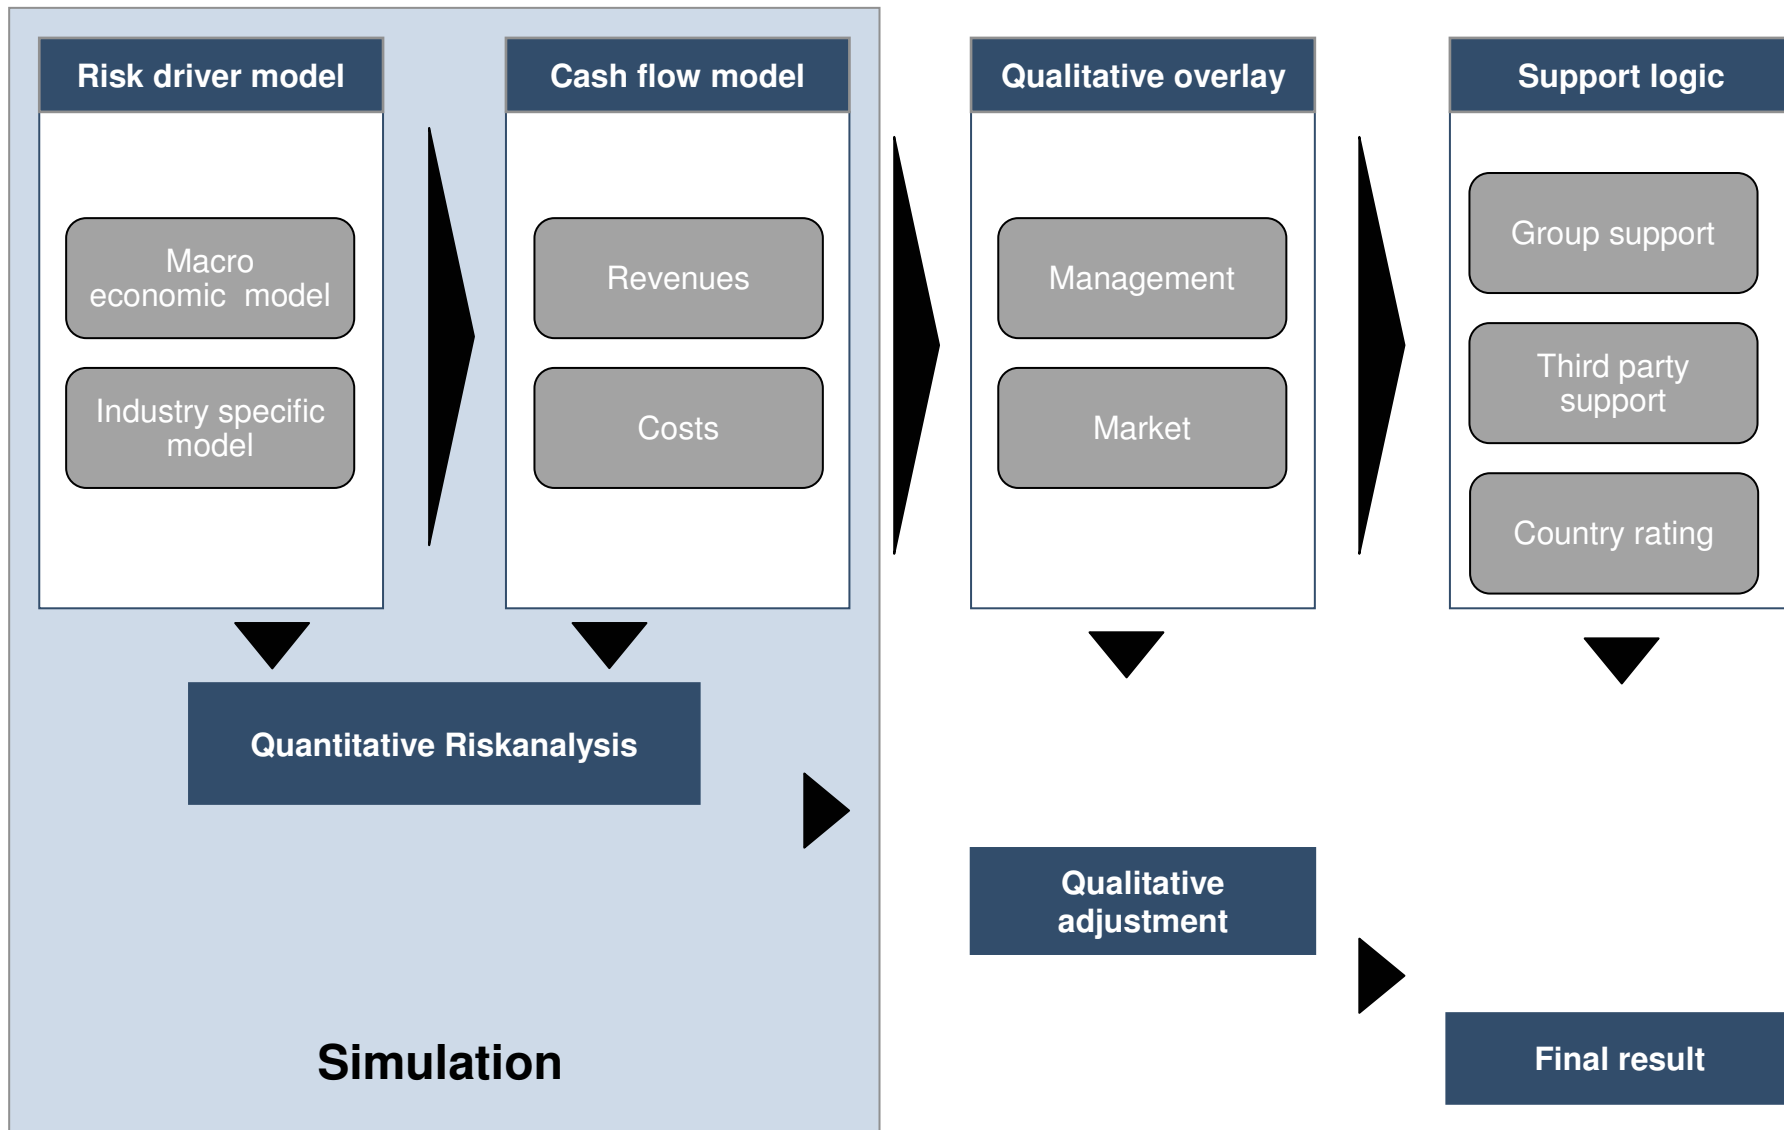 Risk driver model
Macro
economic model
Industry specific
model
Cash flow model
Revenues
Costs
Qualitative overlay
Management
Market
Support logic
Group support
Third party
support
Country rating
Quantitative Riskanalysis
Qualitative
adjustment
Final result
Simulation